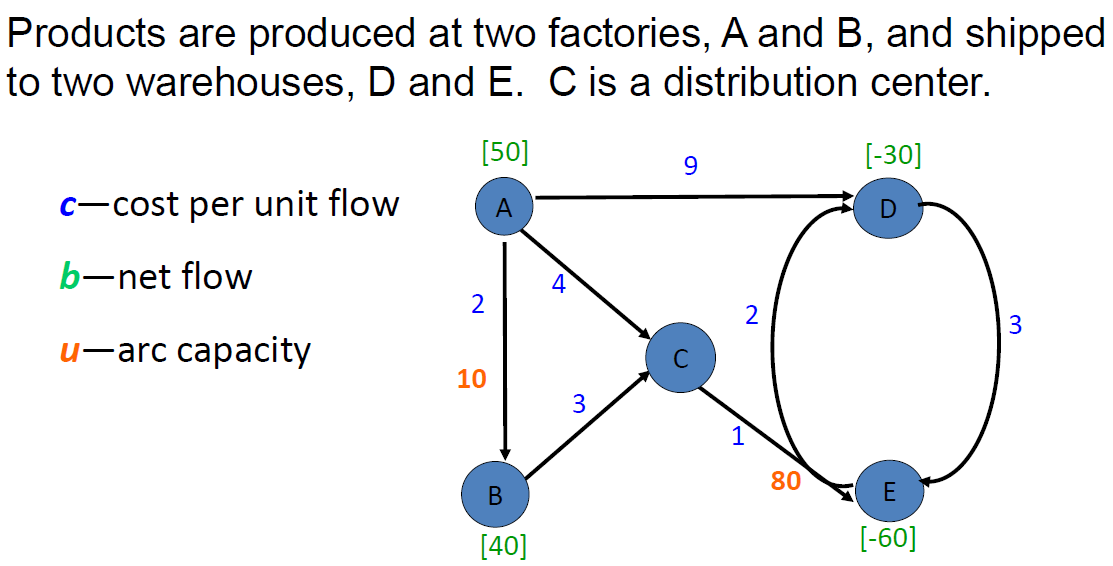 Products are produced at two factories, A and B, and shipped
to two warehouses, D and E. C is a distribution center.
[50]
[-30]
9
c—cost per unit flow
A
D
b—net flow
4
2
2
3
u—arc capacity
C
10
3
1
80
B
E
[40]
[-60]